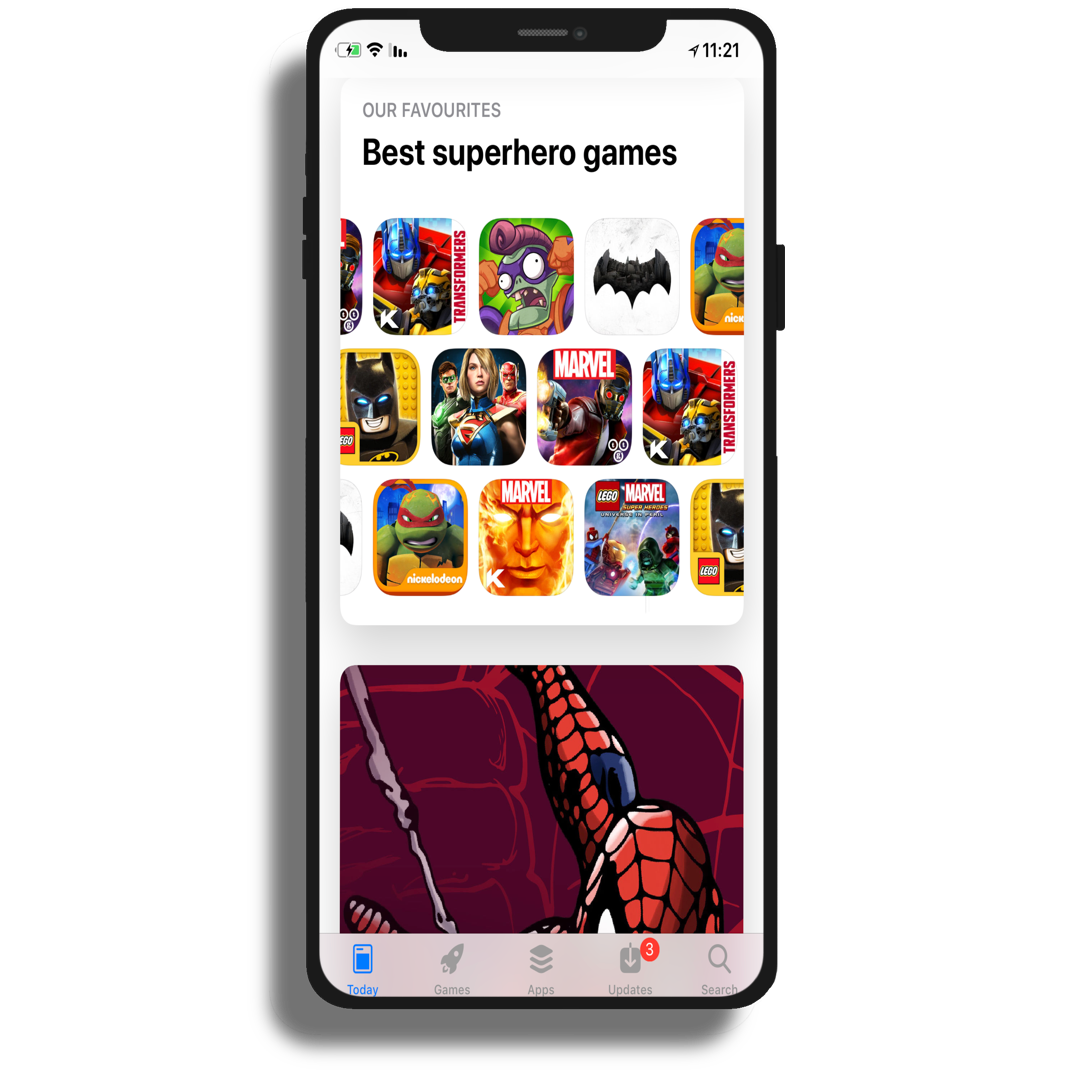 11:21
OUR FAVOURITES
Best superhero games
TRANSFORMERS
K
nick
LEGO
MARVEL
K
TRANSFORMERS
nickelodeon
MARVEL
K
LEGO MARVEL
SUPER HEROES
UNIVERSE IN PERIL
LEGO
3
Today
Games
Apps
Updates
Search